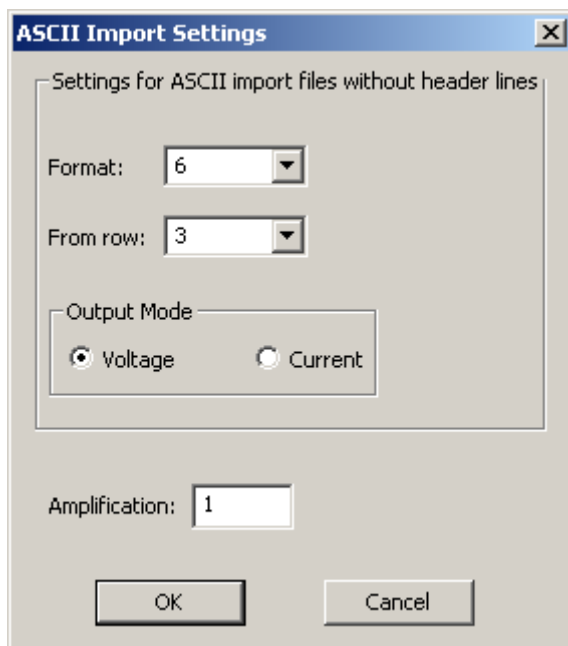 ASCII Import Settings
Settings for ASCII import files without header lines
Format: 6
From row: 3
Output Mode
Voltage Current
Amplification: 1
OK Cancel